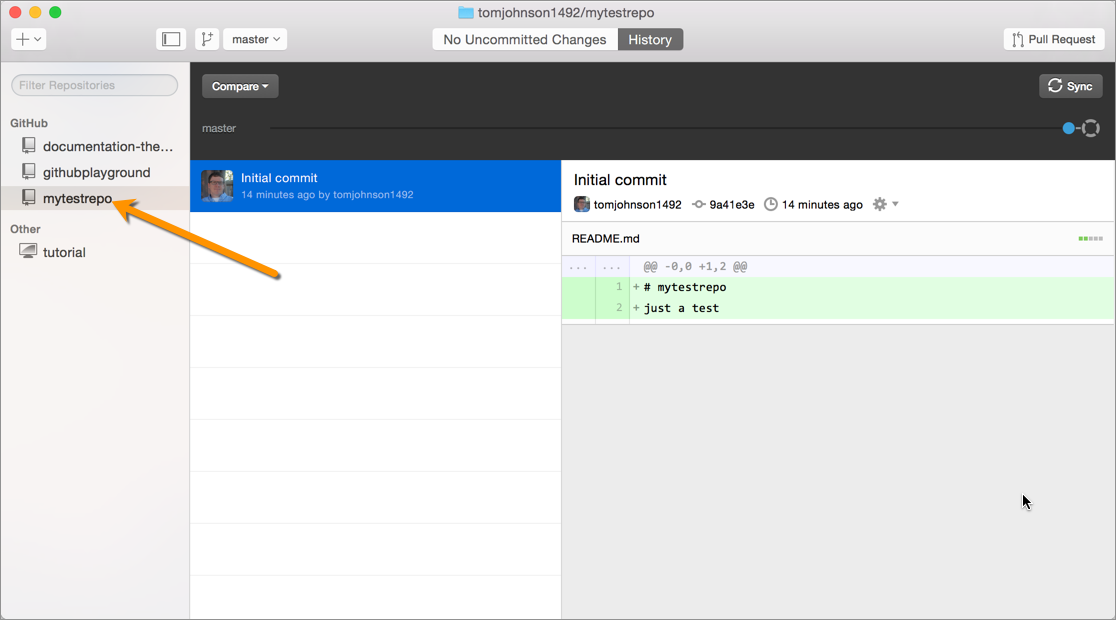 tomjohnson1492/mytestrepo
master
No Uncommitted Changes
History
Pull Request
Filter Repositories
GitHub
documentation-the...
githubplayground
mytestrepo
Other
tutorial
Compare
Sync
master
Initial commit
14 minutes ago by tomjohnson1492
Initial commit
tomjohnson1492 9a41e3e 14 minutes ago
README.md
... ... @@ -0,0 +1,2 @@
1 + # mytestrepo
2 + just a test